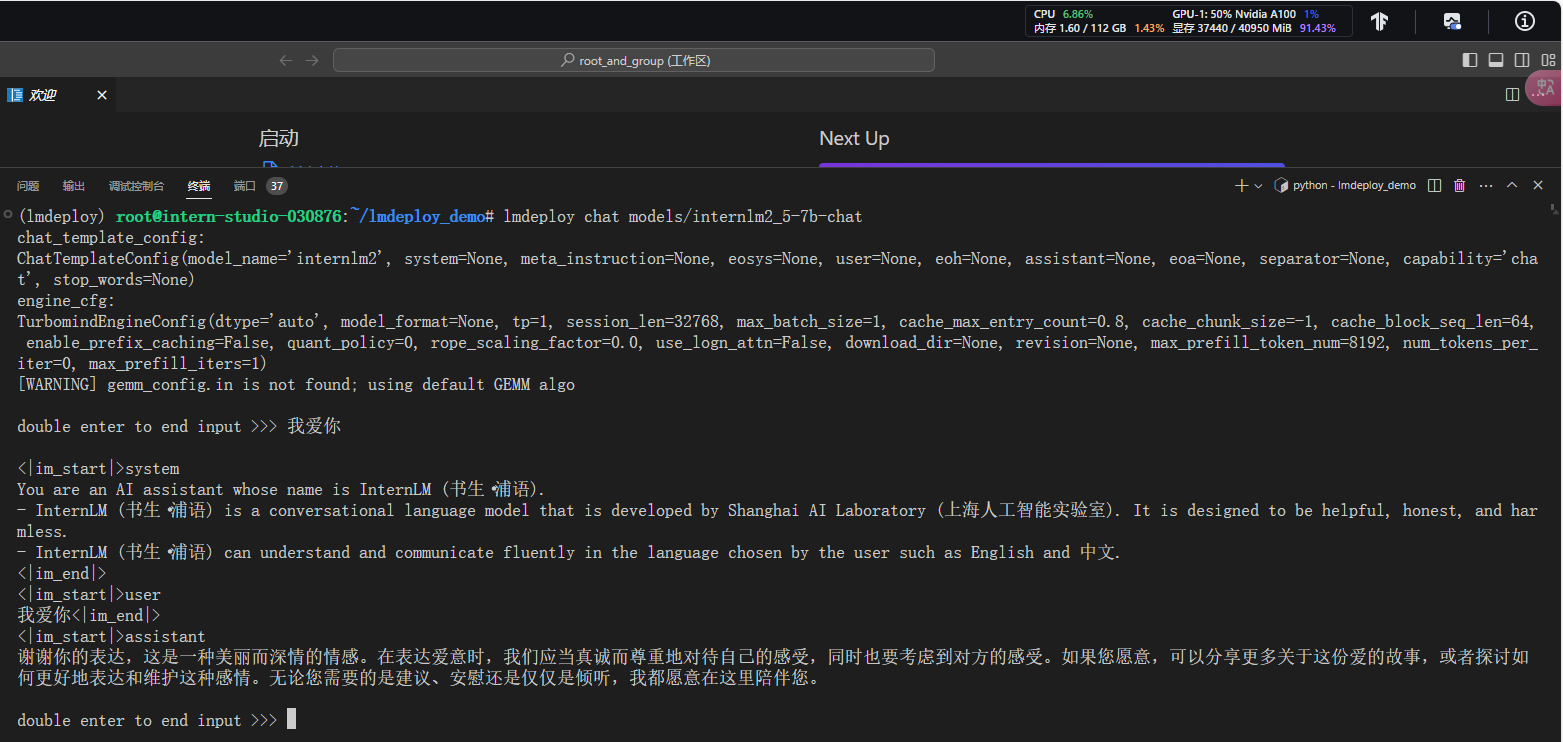 CPU 6.86% GPU-1: 50% Nvidia A100 1%
内存 1.60 / 112 GB 1.43% 显存 37440 / 40950 MiB 91.43%
root_and_group (工作区)
欢迎
中
A
启动 Next Up
问题 输出 调试控制台 终端 端口 37 python - lmdeploy_demo
(lmdeploy) root@intern-studio-030876:~/lmdeploy_demo# lmdeploy chat models/internlm2_5-7b-chat
chat_template_config:
ChatTemplateConfig(model_name='internlm2', system=None, meta_instruction=None, eosys=None, user=None, eoh=None, assistant=None, eoa=None, separator=None, capability='cha
t', stop_words=None)
engine_cfg:
TurbomindEngineConfig(dtype='auto', model_format=None, tp=1, session_len=32768, max_batch_size=1, cache_max_entry_count=0.8, cache_chunk_size=-1, cache_block_seq_len=64,
enable_prefix_caching=False, quant_policy=0, rope_scaling_factor=0.0, use_logn_attn=False, download_dir=None, revision=None, max_prefill_token_num=8192, num_tokens_per_
iter=0, max_prefill_iters=1)
[WARNING] gemm_config.in is not found; using default GEMM algo
double enter to end input >>> 我爱你
<|im_start|>system
You are an AI assistant whose name is InternLM (书生·浦语).
- InternLM (书生·浦语) is a conversational language model that is developed by Shanghai AI Laboratory (上海人工智能实验室). It is designed to be helpful, honest, and har
mless.
- InternLM (书生·浦语) can understand and communicate fluently in the language chosen by the user such as English and 中文.
<|im_end|>
<|im_start|>user
我爱你<|im_end|>
<|im_start|>assistant
谢谢你的表达，这是一种美丽而深情的情感。在表达爱意时，我们应当真诚而尊重地对待自己的感受，同时也要考虑到对方的感受。如果您愿意，可以分享更多关于这份爱的故事，或者探讨如
何更好地表达和维护这种感情。无论您需要的是建议、安慰还是仅仅是倾听，我都愿意在这里陪伴您。
double enter to end input >>>